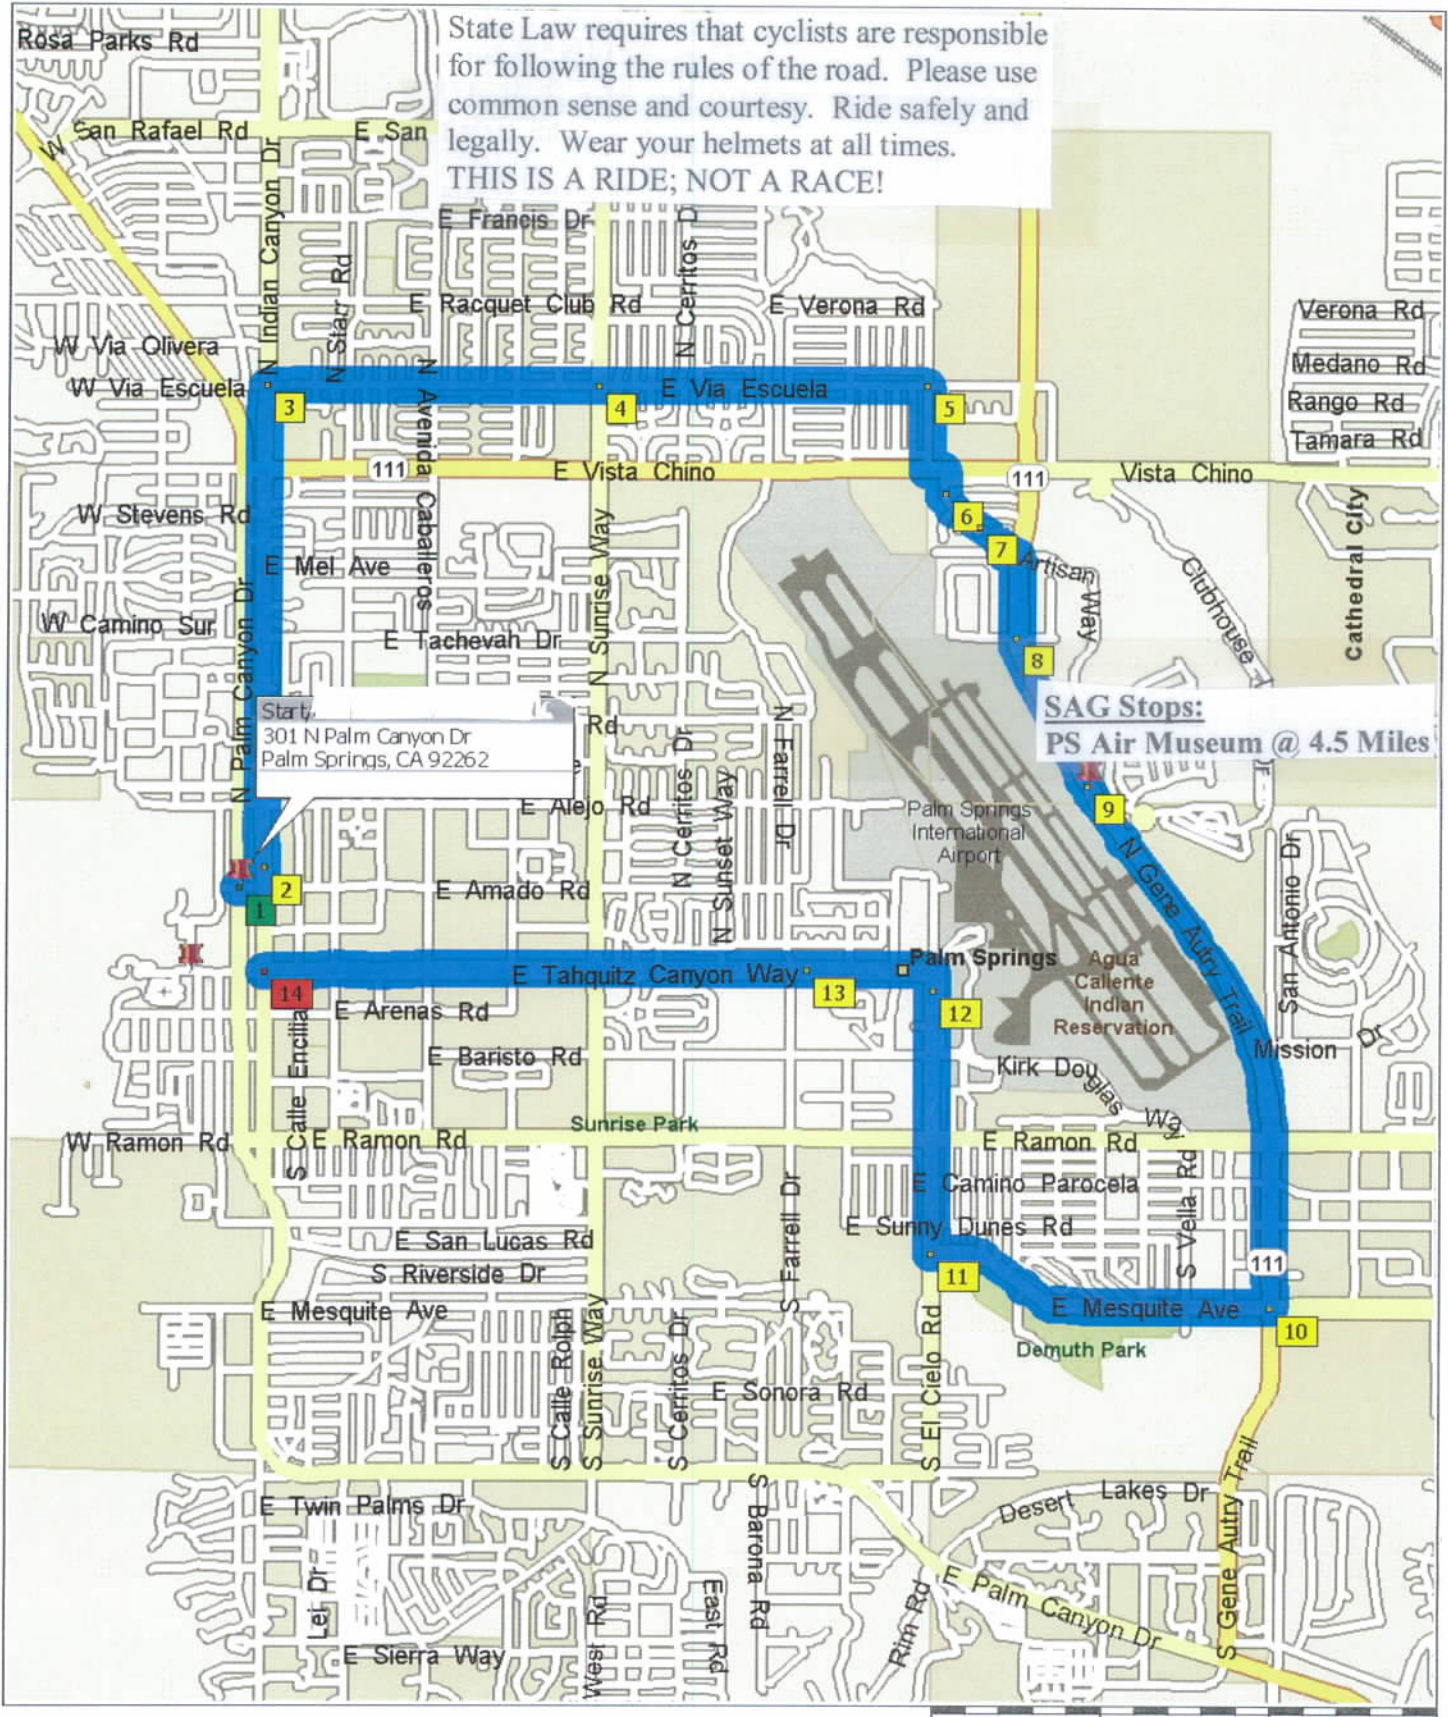 State Law requires that cyclists are responsible
for following the rules of the road. Please use
common sense and courtesy. Ride safely and
legally. Wear your helmets at all times.
THIS IS A RIDE; NOT A RACE!
Rosa Parks Rd
W San Rafael Rd
E San
E Francis Dr
N Indian Canyon Dr
N Starr Rd
E Racquet Club Rd
N Cerritos D
E Verona Rd
Verona Rd
W Via Olivera
Medano Rd
W Via Escuela
E Via Escuela
Rango Rd
Tamara Rd
3
4
5
N Avenida Caballeros
111
E Vista Chino
111
Vista Chino
W Stevens Rd
6
7
Artisan Way
Clubhouse
Cathedral City
E Mel Ave
N Sunrise Way
N Palm Canyon Dr
W Camino Sur
E Tachevah Dr
8
Start
301 N Palm Canyon Dr
Palm Springs, CA 92262
Rd
e
SAG Stops:
PS Air Museum @ 4.5 Miles
N Farrell Dr
N Cerritos Dr
N Sunset Way
E Alejo Rd
9
Palm Springs
International
Airport
N Gene Autry Trail
San Antonio Dr
E Amado Rd
2
1
E Tahquitz Canyon Way
Palm Springs
Agua
Caliente
Indian
Reservation
14
13
12
E Arenas Rd
S Calle Encilia
E Baristo Rd
Kirk Douglas Way
Mission Dr
Sunrise Park
W Ramon Rd
E Ramon Rd
E Ramon Rd
S Farrell Dr
E Camino Parocela
S Vella Rd
E Sunny Dunes Rd
E San Lucas Rd
S Riverside Dr
11
111
E Mesquite Ave
E Mesquite Ave
10
S Calle Rolph
S Sunrise Way
S Cerritos Dr
S El Cielo Rd
Demuth Park
E Sonora Rd
S Gene Autry Trail
E Twin Palms Dr
S Barona Rd
Desert Lakes Dr
Lei Dr
West Rd
East Rd
Rim Rd
E Palm Canyon Dr
E Sierra Way